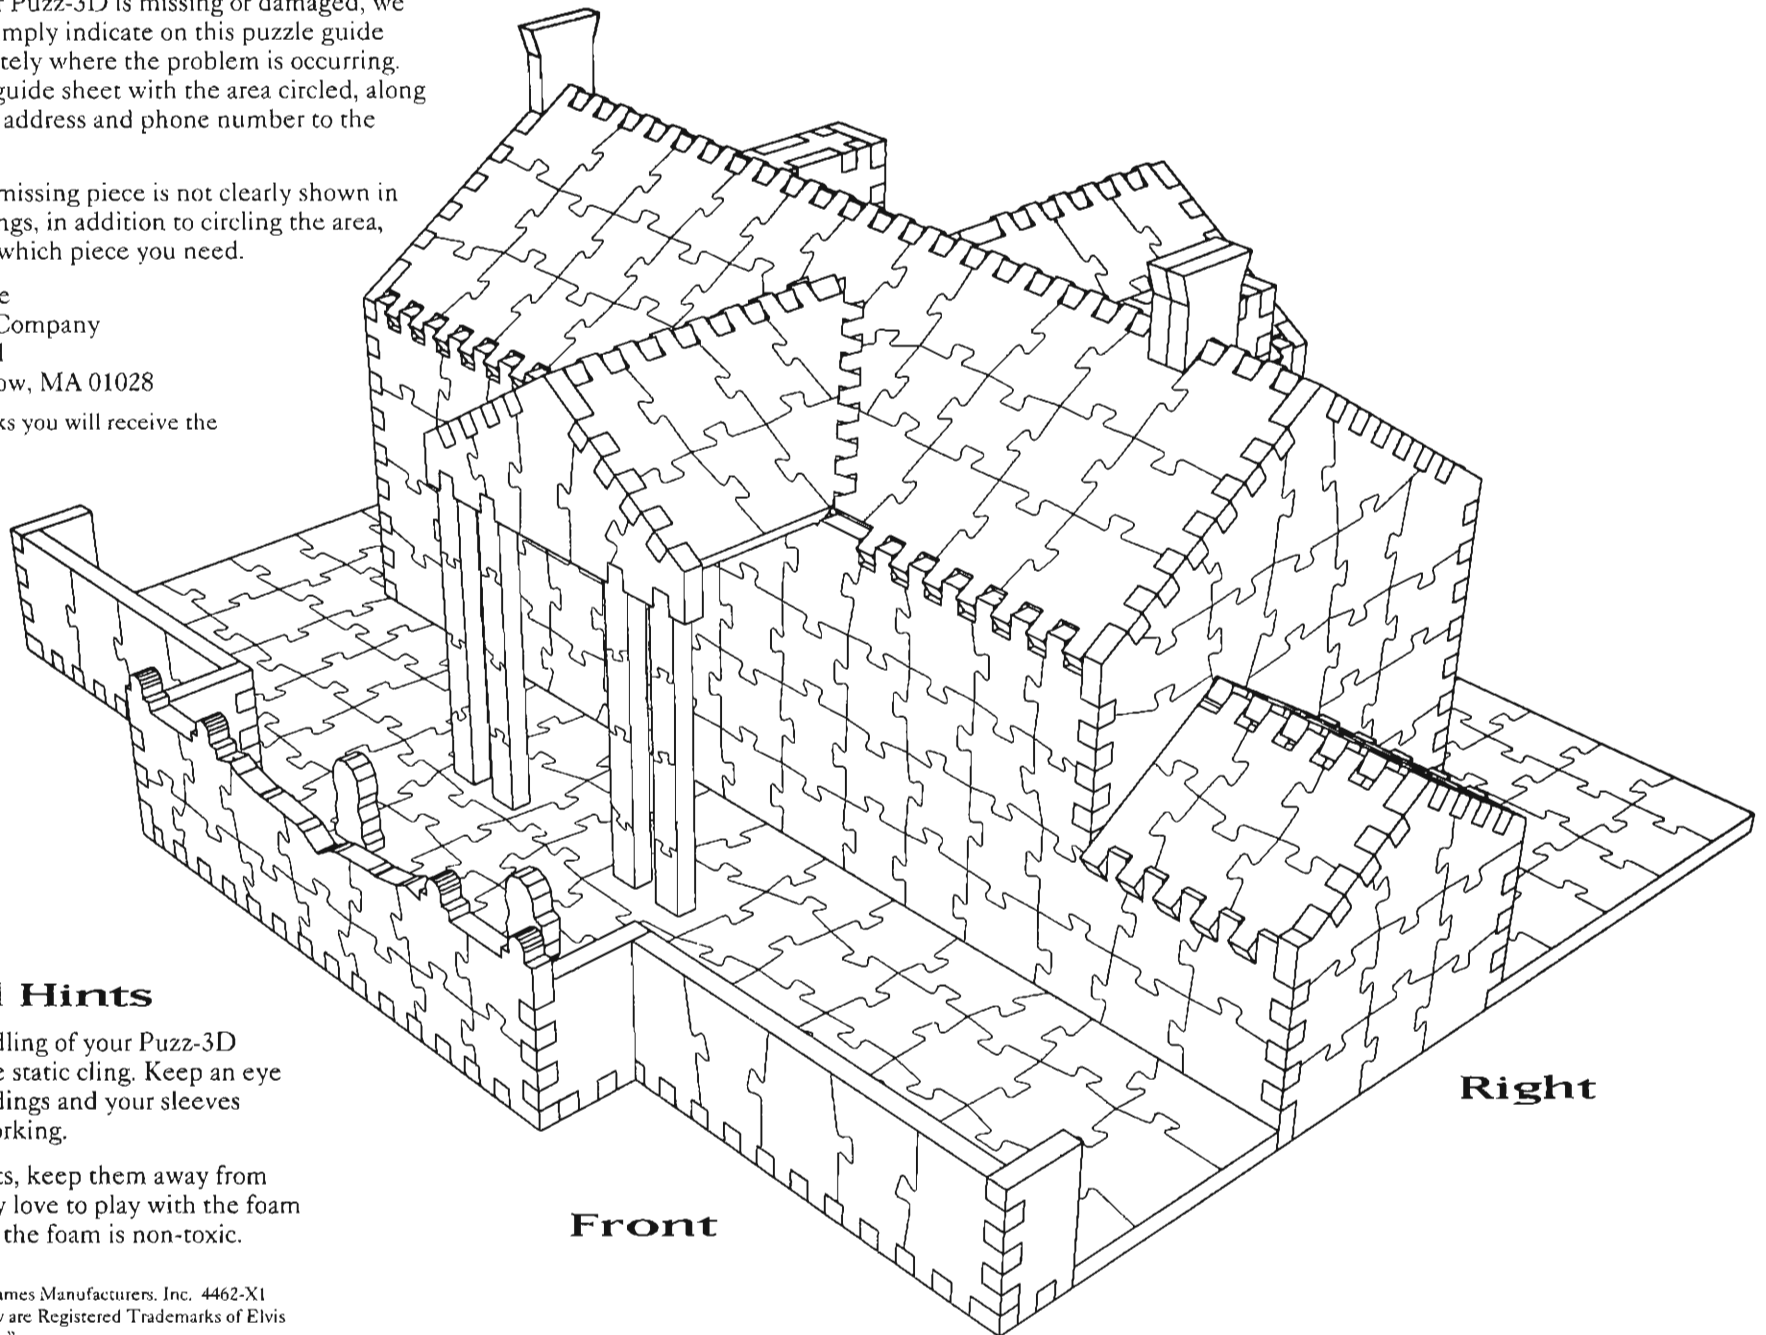 Puzz-3D is missing or damaged, we
mply indicate on this puzzle guide
tely where the problem is occurring.
guide sheet with the area circled, along
address and phone number to the
missing piece is not clearly shown in
ngs, in addition to circling the area,
which piece you need.
e
Company
ow, MA 01028
ks you will receive the
Hints
dling of your Puzz-3D
e static cling. Keep an eye
dings and your sleeves
orking.
ts, keep them away from
y love to play with the foam
the foam is non-toxic.
Front
Right
ames Manufacturers. Inc. 4462-X1
are Registered Trademarks of Elvis